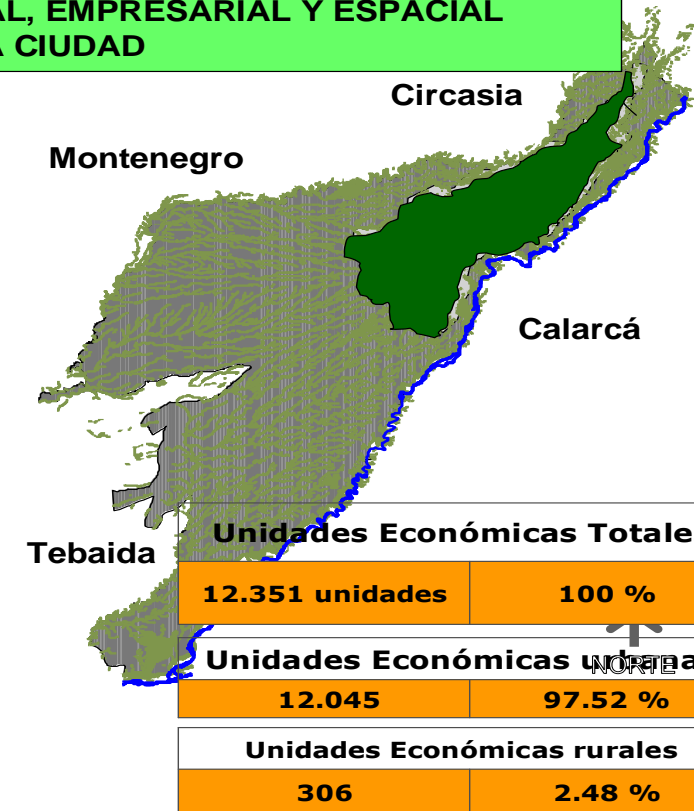 AL, EMPRESARIAL Y ESPACIAL
A CIUDAD
Circasia
Montenegro
Calarcá
Tebaida
Unidades Económicas Totale
12.351 unidades 100 %
Unidades Económicas urbana
NORTE
12.045 97.52 %
Unidades Económicas rurales
306 2.48 %